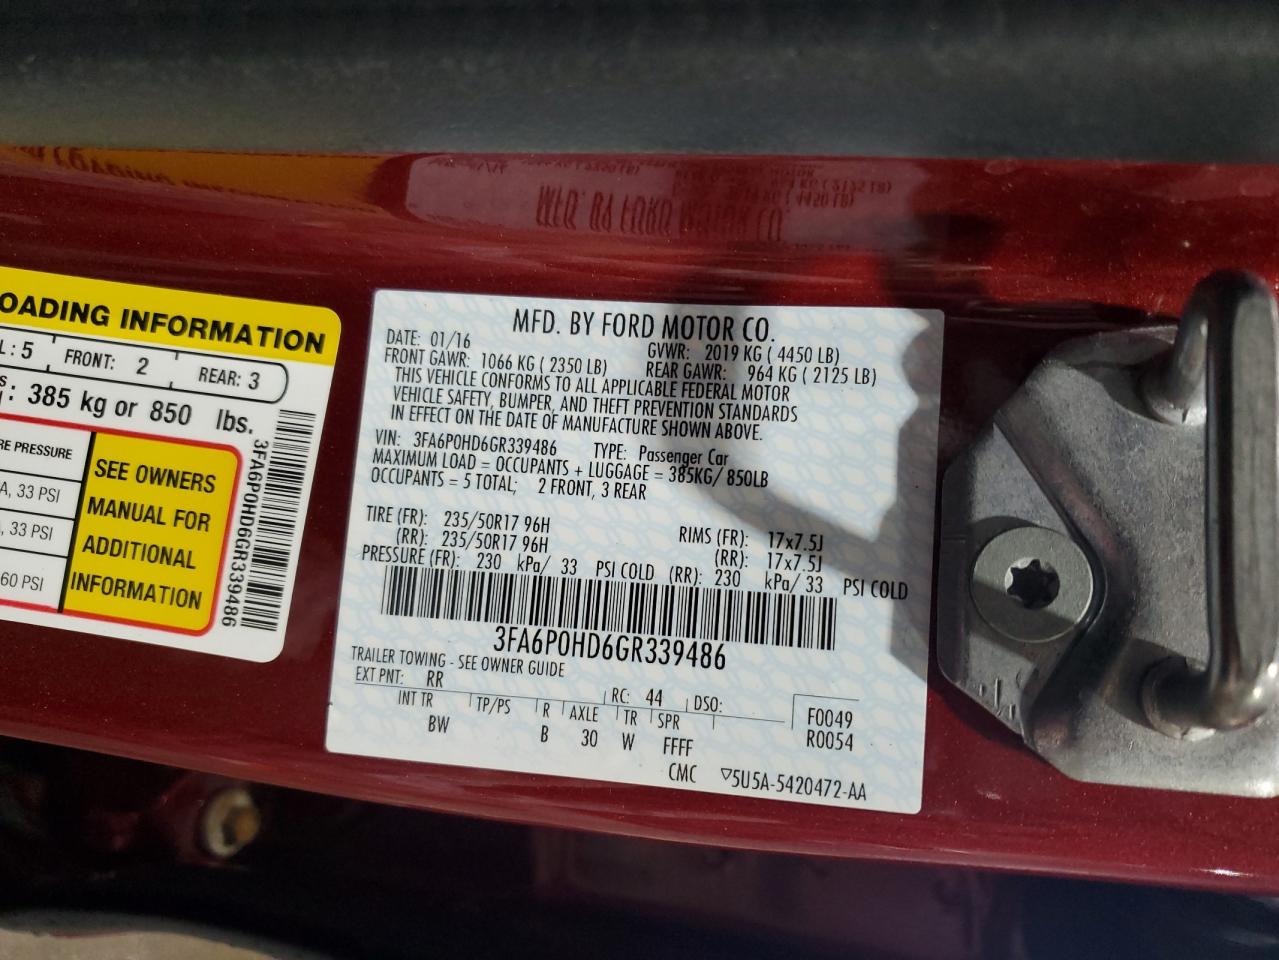 OADING INFORMATION
L: 5 FRONT: 2 REAR: 3
: 385 kg or 850 lbs.
RE PRESSURE
A, 33 PSI
, 33 PSI
60 PSI
SEE OWNERS
MANUAL FOR
ADDITIONAL
INFORMATION
3FA6P0HD6GR339486
MFD. BY FORD MOTOR CO.
DATE: 01/16 GVWR: 2019 KG ( 4450 LB)
FRONT GAWR: 1066 KG ( 2350 LB) REAR GAWR: 964 KG ( 2125 LB)
THIS VEHICLE CONFORMS TO ALL APPLICABLE FEDERAL MOTOR
VEHICLE SAFETY, BUMPER, AND THEFT PREVENTION STANDARDS
IN EFFECT ON THE DATE OF MANUFACTURE SHOWN ABOVE.
VIN: 3FA6P0HD6GR339486 TYPE: Passenger Car
MAXIMUM LOAD = OCCUPANTS + LUGGAGE = 385KG/ 850LB
OCCUPANTS = 5 TOTAL; 2 FRONT, 3 REAR
TIRE (FR): 235/50R17 96H RIMS (FR): 17x7.5J
(RR): 235/50R17 96H (RR): 17x7.5J
PRESSURE (FR): 230 kPa/ 33 PSI COLD (RR): 230 kPa/ 33 PSI COLD
3FA6P0HD6GR339486
TRAILER TOWING - SEE OWNER GUIDE
EXT PNT: RR RC: 44 DSO: F0049
INT TR TP/PS R AXLE TR SPR R0054
BW B 30 W FFFF
CMC ▽5U5A-5420472-AA